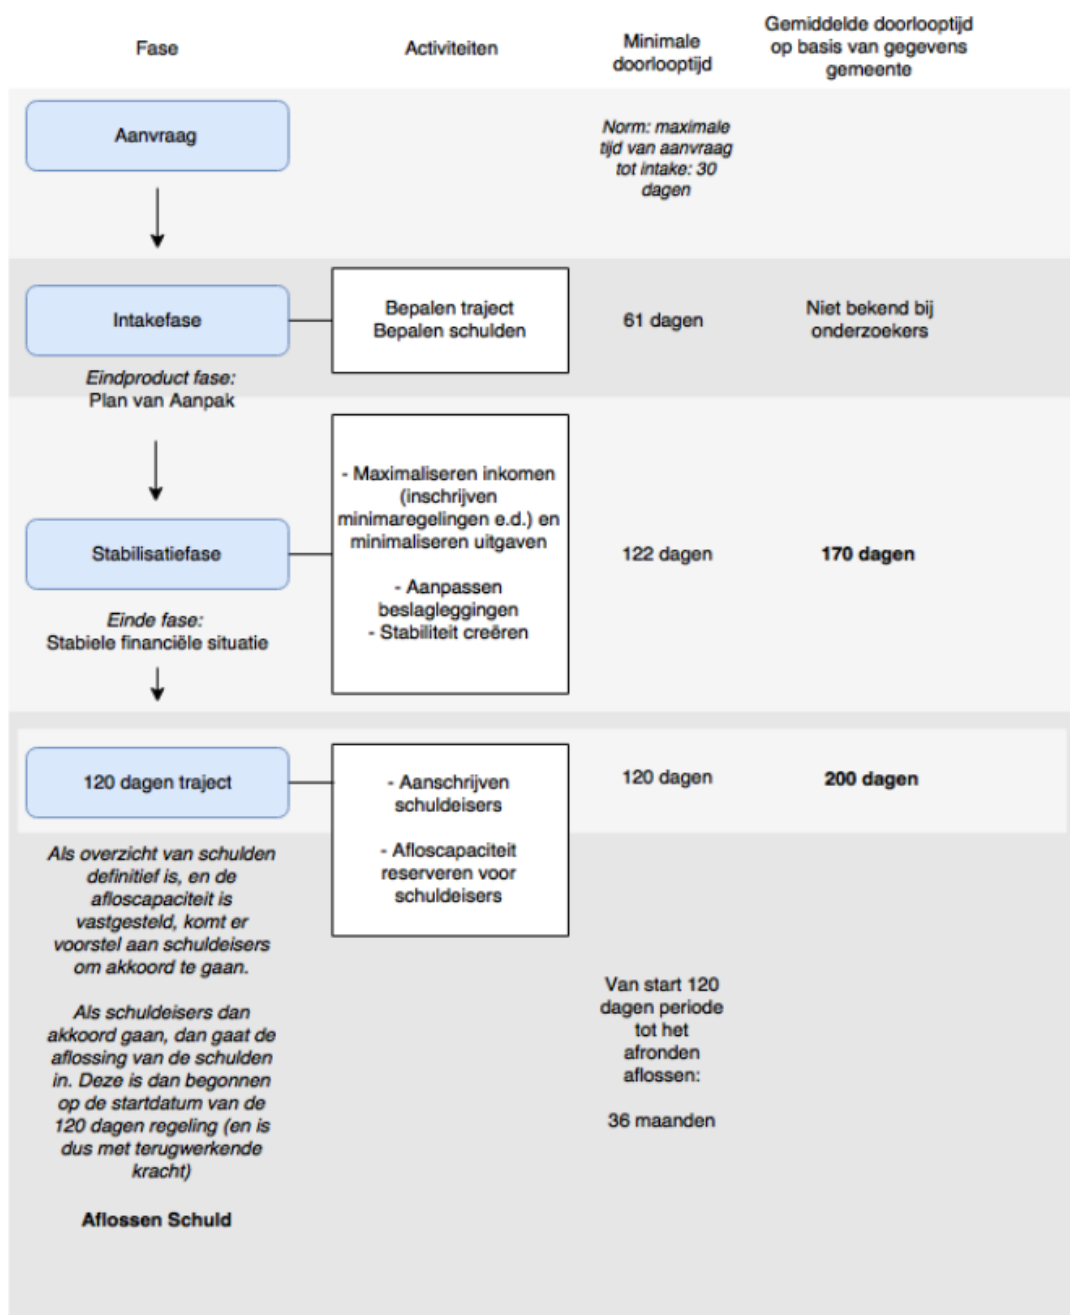 Fase
Activiteiten
Minimale
doorlooptijd
Gemiddelde doorlooptijd
op basis van gegevens
gemeente
Aanvraag
Norm: maximale
tijd van aanvraag
tot intake: 30
dagen
Intakefase
Bepalen traject
Bepalen schulden
61 dagen
Niet bekend bij
onderzoekers
Eindproduct fase:
Plan van Aanpak
Stabilisatiefase
- Maximaliseren inkomen
(inschrijven
minimaregelingen e.d.) en
minimaliseren uitgaven
- Aanpassen
beslagleggingen
- Stabiliteit creëren
122 dagen
170 dagen
Einde fase:
Stabiele financiële situatie
120 dagen traject
- Aanschrijven
schuldeisers
- Afloscapaciteit
reserveren voor
schuldeisers
120 dagen
200 dagen
Als overzicht van schulden
definitief is, en de
afloscapaciteit is
vastgesteld, komt er
voorstel aan schuldeisers
om akkoord te gaan.
Als schuldeisers dan
akkoord gaan, dan gaat de
aflossing van de schulden
in. Deze is dan begonnen
op de startdatum van de
120 dagen regeling (en is
dus met terugwerkende
kracht)
Aflossen Schuld
Van start 120
dagen periode
tot het
afronden
aflossen:
36 maanden